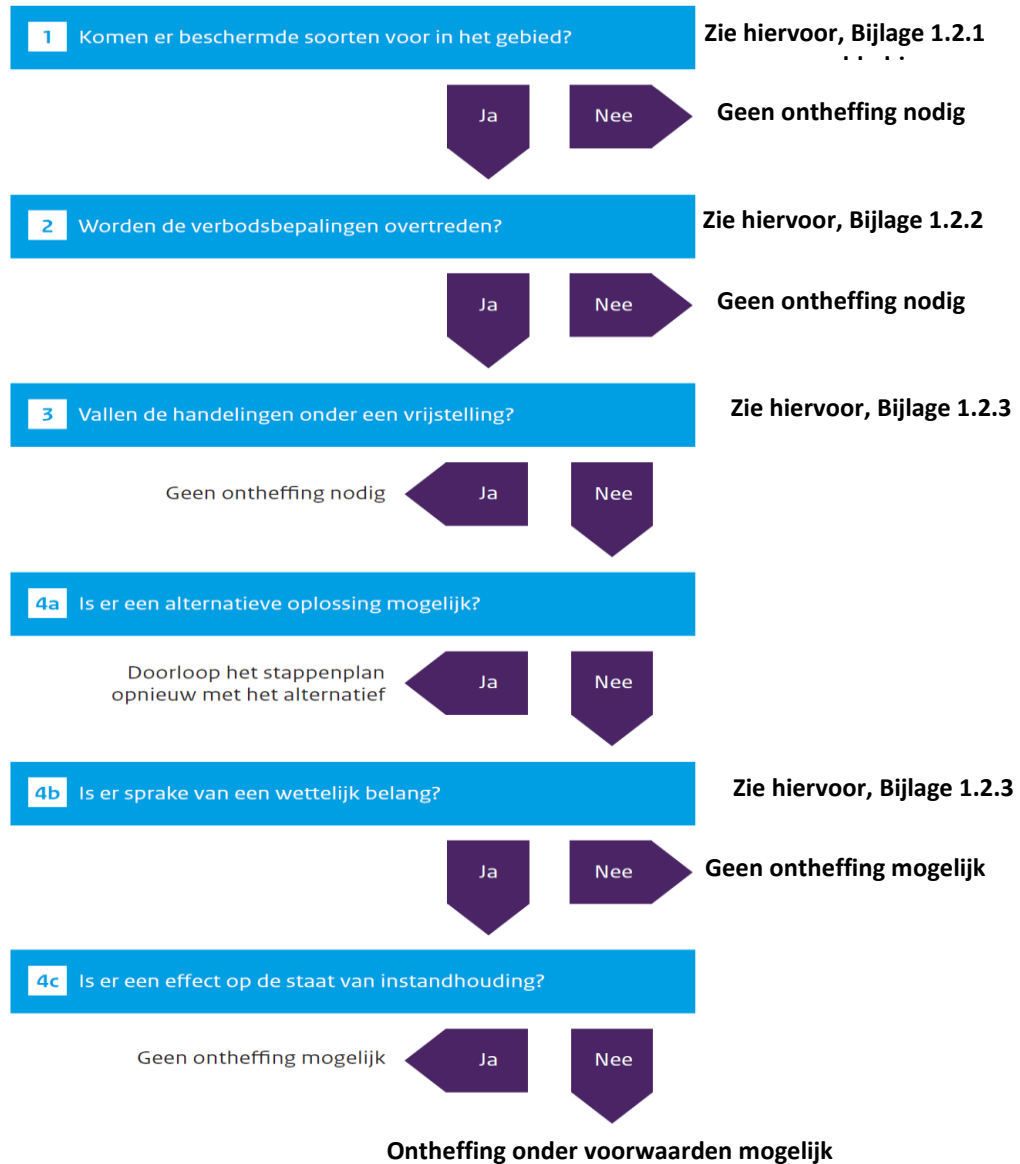 1 Komen er beschermde soorten voor in het gebied?
Zie hiervoor, Bijlage 1.2.1
Ja
Nee
Geen ontheffing nodig
2 Worden de verbodsbepalingen overtreden?
Zie hiervoor, Bijlage 1.2.2
Ja
Nee
Geen ontheffing nodig
3 Vallen de handelingen onder een vrijstelling?
Zie hiervoor, Bijlage 1.2.3
Geen ontheffing nodig
Ja
Nee
4a Is er een alternatieve oplossing mogelijk?
Doorloop het stappenplan
opnieuw met het alternatief
Ja
Nee
4b Is er sprake van een wettelijk belang?
Zie hiervoor, Bijlage 1.2.3
Ja
Nee
Geen ontheffing mogelijk
4c Is er een effect op de staat van instandhouding?
Geen ontheffing mogelijk
Ja
Nee
Ontheffing onder voorwaarden mogelijk